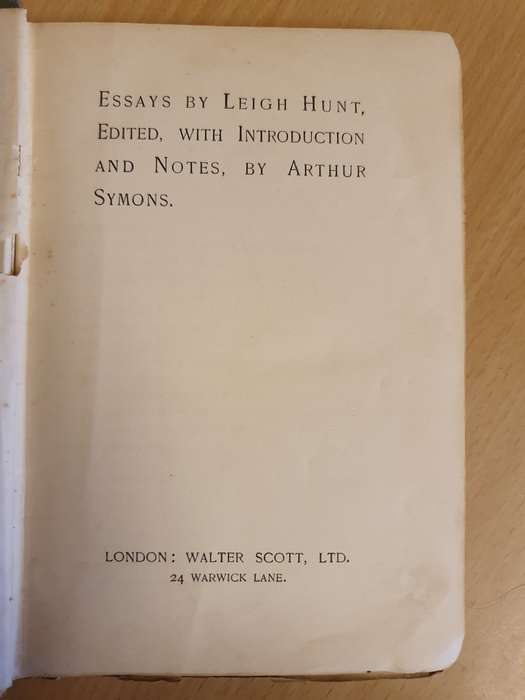 Essays by Leigh Hunt,
Edited, with Introduction
and Notes, by Arthur
Symons.
LONDON: WALTER SCOTT, LTD.
24 WARWICK LANE.